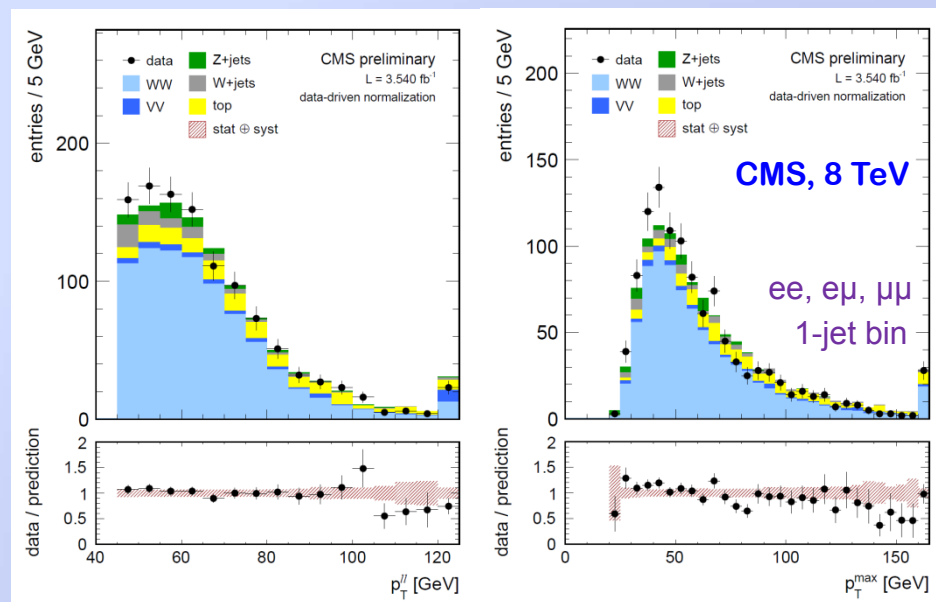 entries / 5 GeV
200
100
0
data
WW
VV
Z+jets
W+jets
top
stat ⊕ syst
CMS preliminary
L = 3.540 fb⁻¹
data-driven normalization
data / prediction
2
1.5
1
0.5
0
40 60 80 100 120
p_T^ll [GeV]
entries / 5 GeV
200
150
100
50
0
data
WW
VV
Z+jets
W+jets
top
stat ⊕ syst
CMS preliminary
L = 3.540 fb⁻¹
data-driven normalization
CMS, 8 TeV
ee, eμ, μμ
1-jet bin
data / prediction
2
1.5
1
0.5
0
0 50 100 150
p_T^max [GeV]